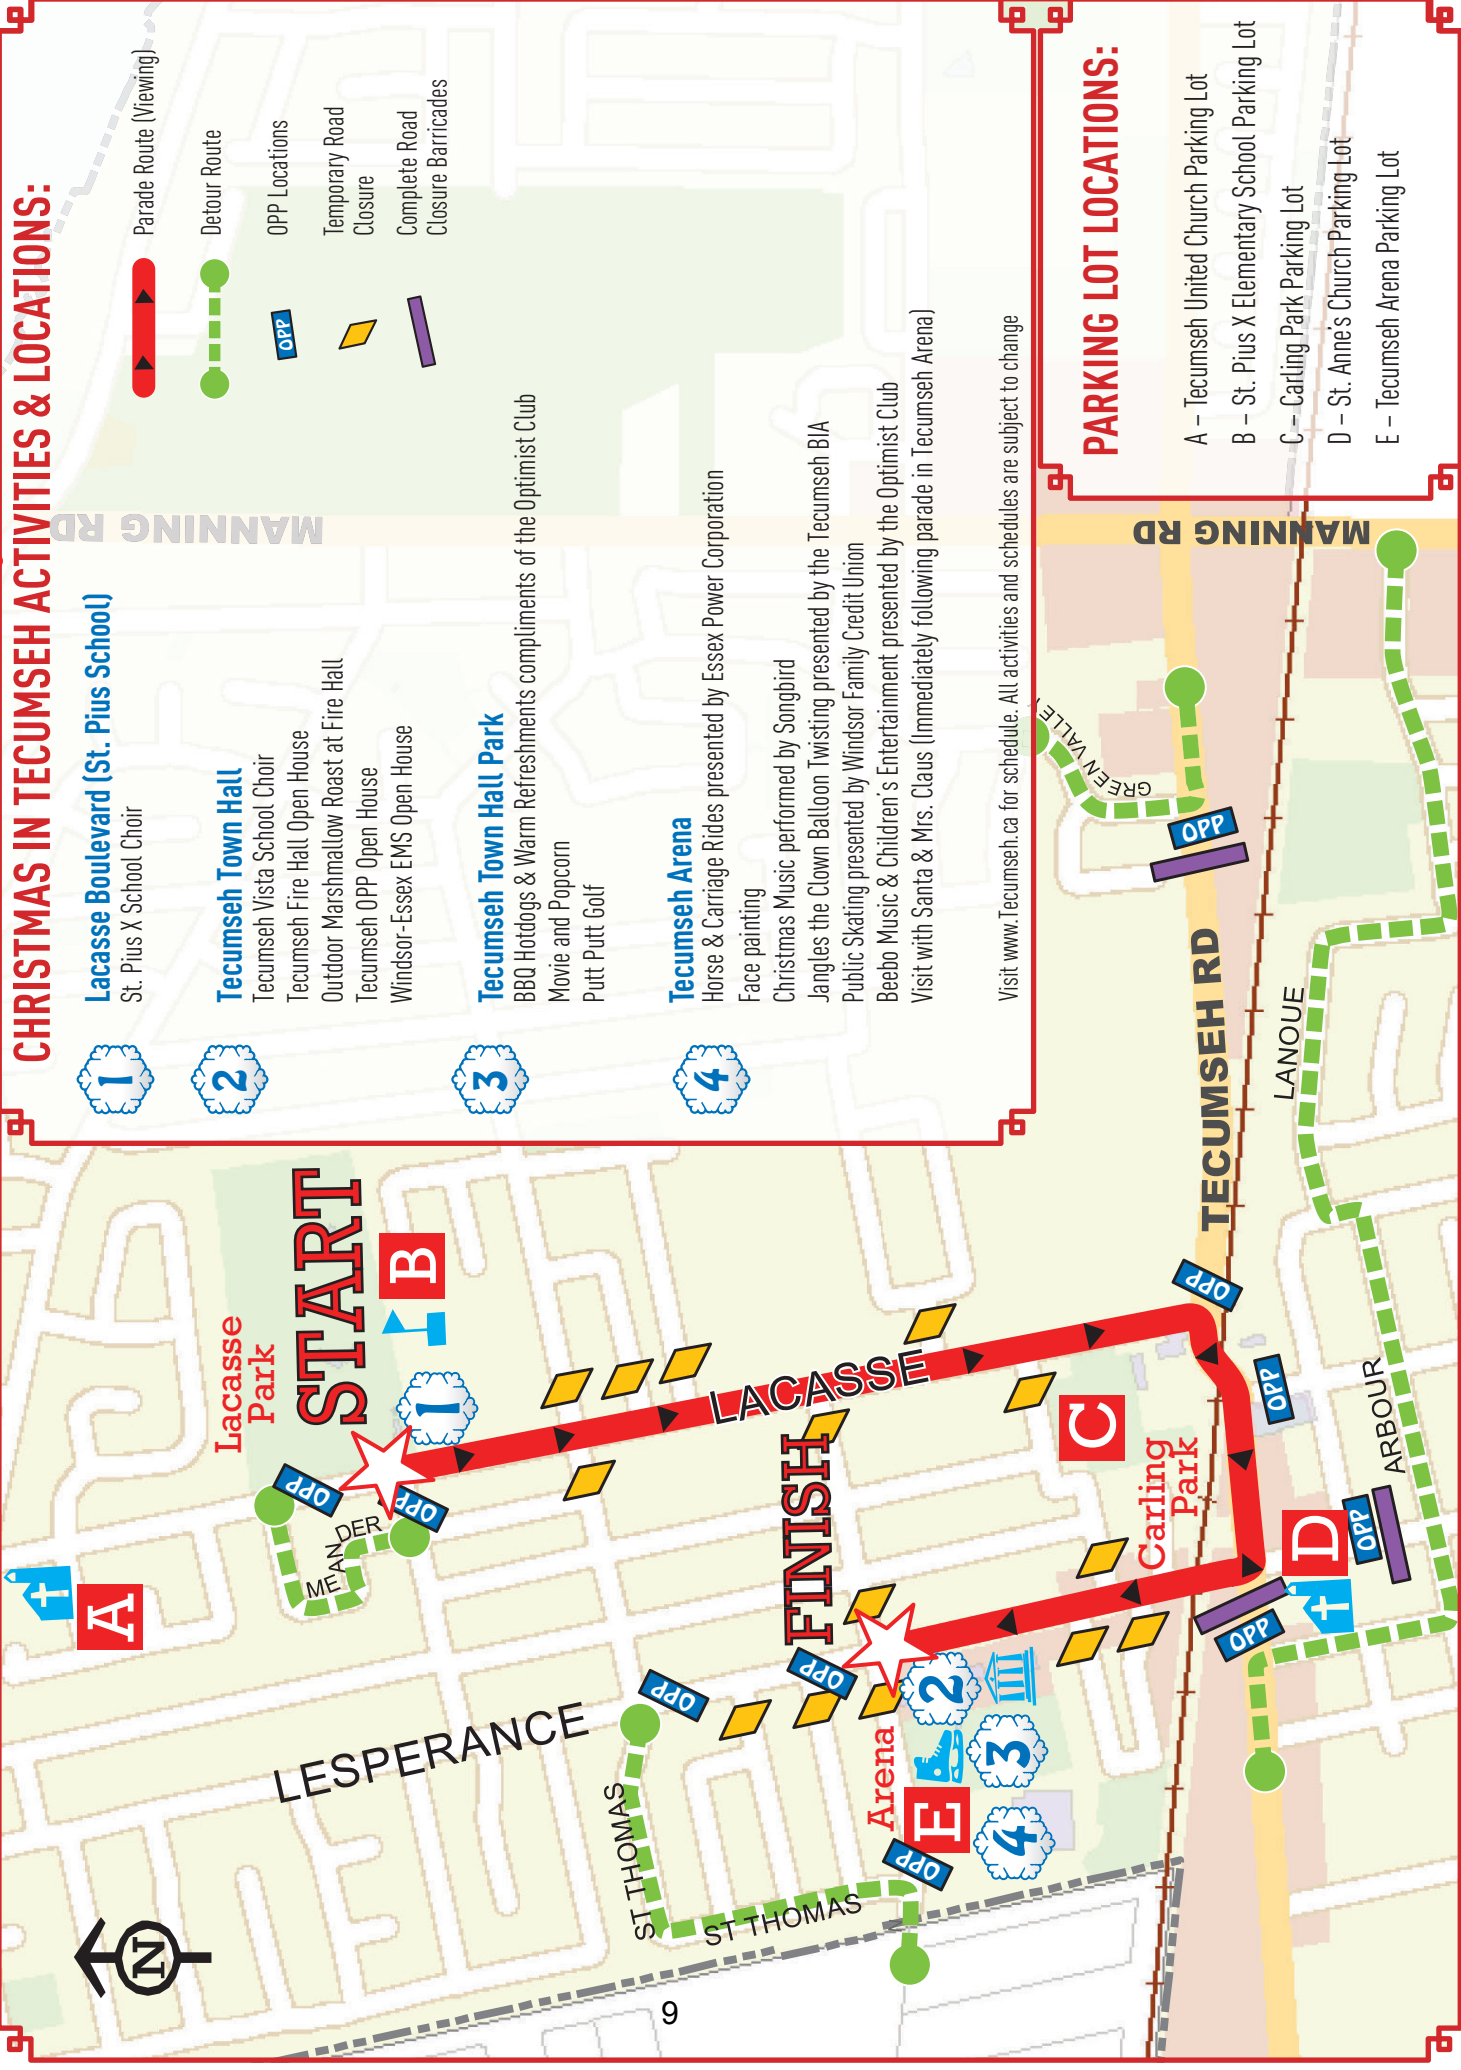 CHRISTMAS IN TECUMSEH ACTIVITIES & LOCATIONS:
1
Lacasse Boulevard (St. Pius School)
St. Pius X School Choir
2
Tecumseh Town Hall
Tecumseh Vista School Choir
Tecumseh Fire Hall Open House
Outdoor Marshmallow Roast at Fire Hall
Tecumseh OPP Open House
Windsor-Essex EMS Open House
3
Tecumseh Town Hall Park
BBQ Hotdogs & Warm Refreshments compliments of the Optimist Club
Movie and Popcorn
Putt Putt Golf
4
Tecumseh Arena
Horse & Carriage Rides presented by Essex Power Corporation
Face painting
Christmas Music performed by Songbird
Jangles the Clown Balloon Twisting presented by the Tecumseh BIA
Public Skating presented by Windsor Family Credit Union
Beebo Music & Children's Entertainment presented by the Optimist Club
Visit with Santa & Mrs. Claus (Immediately following parade in Tecumseh Arena)
Visit www.Tecumseh.ca for schedule. All activities and schedules are subject to change
Parade Route (Viewing)
Detour Route
OPP
OPP Locations
Temporary Road
Closure
Complete Road
Closure Barricades
MANNING RD
PARKING LOT LOCATIONS:
A – Tecumseh United Church Parking Lot
B – St. Pius X Elementary School Parking Lot
C – Carling Park Parking Lot
D – St. Anne's Church Parking Lot
E – Tecumseh Arena Parking Lot
N
A
Lacasse
Park
START
B
1
OPP
OPP
MEANDER
LESPERANCE
LACASSE
FINISH
OPP
OPP
ST THOMAS
ST THOMAS
Arena
E
2
3
4
OPP
C
Carling
Park
OPP
OPP
D
OPP
OPP
ARBOUR
LANOUE
TECUMSEH RD
OPP
GREEN VALLEY
MANNING RD
9